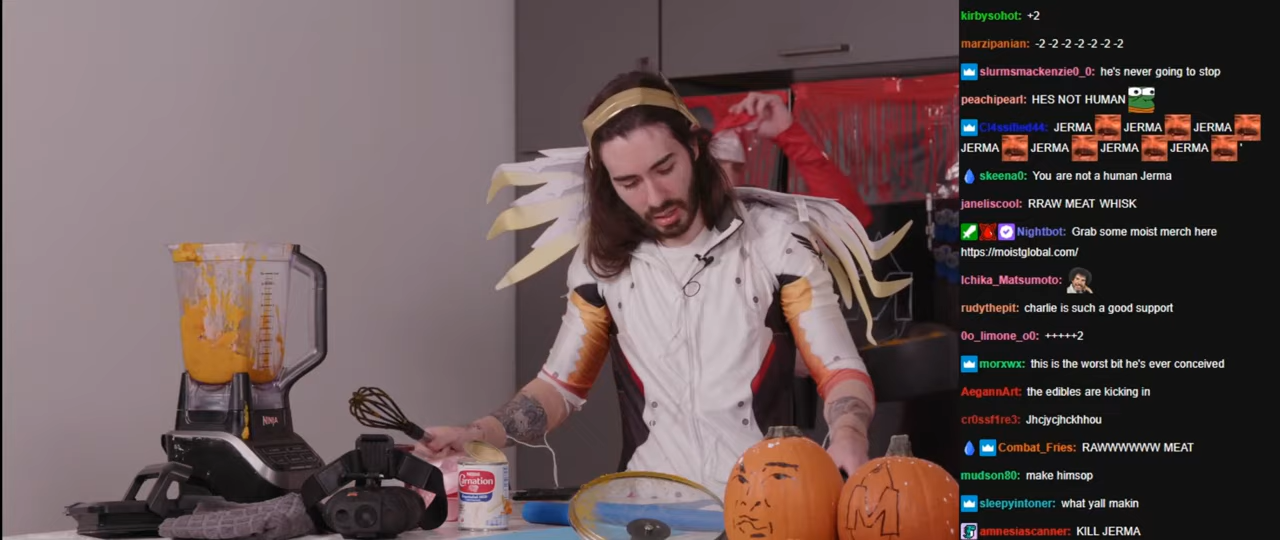 kirbysohot: +2
marzipanian: -2 -2 -2 -2 -2 -2 -2
slurmsmackenzie0_0: he's never going to stop
peachipearl: HES NOT HUMAN
Cl4ssified44: JERMA JERMA JERMA
JERMA JERMA JERMA JERMA '
skeena0: You are not a human Jerma
janeliscool: RRAW MEAT WHISK
Nightbot: Grab some moist merch here
https://moistglobal.com/
Ichika_Matsumoto:
rudythepit: charlie is such a good support
0o_limone_o0: +++++2
morxwx: this is the worst bit he's ever conceived
AegannArt: the edibles are kicking in
cr0ssf1re3: Jhcjycjhckhhou
Combat_Fries: RAWWWWWW MEAT
mudson80: make himsop
sleepyintoner: what yall makin
amnesiascanner: KILL JERMA
NINJA
Nestle
Carnation
M